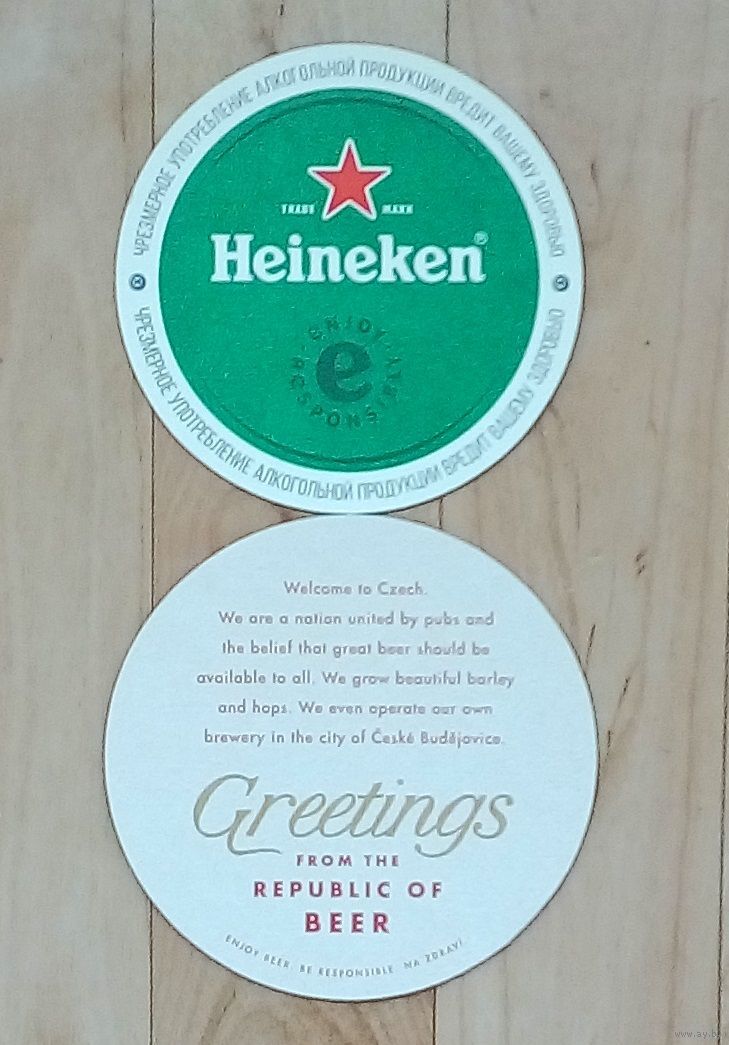 ЧРЕЗМЕРНОЕ УПОТРЕБЛЕНИЕ АЛКОГОЛЬНОЙ ПРОДУКЦИИ ВРЕДИТ ВАШЕМУ ЗДОРОВЬЮ
TRADE MARK
Heineken®
ENJOY RESPONSIBLY
e
ЧРЕЗМЕРНОЕ УПОТРЕБЛЕНИЕ АЛКОГОЛЬНОЙ ПРОДУКЦИИ ВРЕДИТ ВАШЕМУ ЗДОРОВЬЮ
Welcome to Czech.
We are a nation united by pubs and
the belief that great beer should be
available to all. We grow beautiful barley
and hops. We even operate our own
brewery in the city of České Budějovice.
Greetings
FROM THE
REPUBLIC OF
BEER
ENJOY BEER. BE RESPONSIBLE. NA ZDRAVÍ